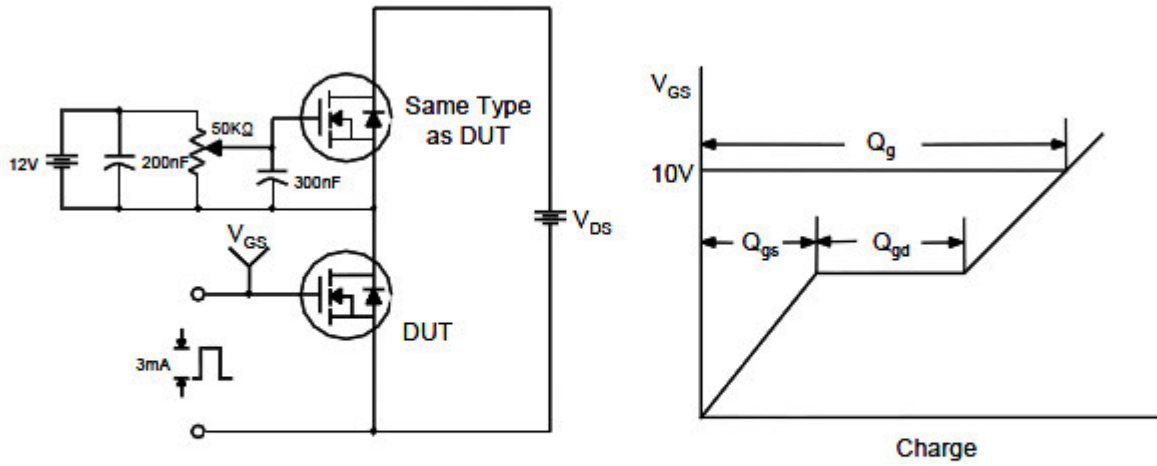 12V
200nF
50KΩ
300nF
Same Type
as DUT
V_GS
V_DS
DUT
3mA
V_GS
10V
Q_g
Q_gs
Q_gd
Charge